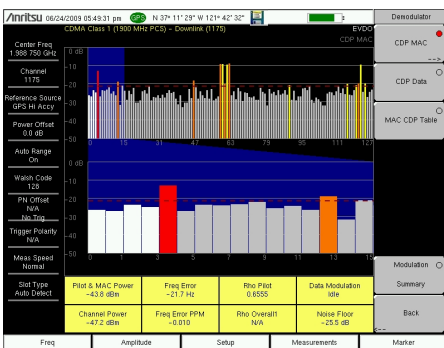 Anritsu 06/24/2009 05:49:31 pm GPS N 37° 11' 29" W 121° 42' 32"
Demodulator
CDMA Class 1 (1900 MHz PCS) - Downlink (1175)
EVDO
CDP MAC
Center Freq
1.988 750 GHz
Channel
1175
Reference Source
GPS Hi Accy
Power Offset
0.0 dB
Auto Range
On
Walsh Code
128
PN Offset
N/A
No Trig
Trigger Polarity
N/A
Meas Speed
Normal
Slot Type
Auto Detect
0 dB
-10
-20
-30
-40
-50
0 15 31 47 63 79 95 111 127
0 dB
-10
-20
-30
-40
-50
1 3 5 7 9 11 13 15
Pilot & MAC Power
-43.8 dBm
Freq Error
-21.7 Hz
Rho Pilot
0.6555
Data Modulation
Idle
Channel Power
-47.2 dBm
Freq Error PPM
-0.010
Rho Overall1
N/A
Noise Floor
-25.5 dB
CDP MAC
-->
CDP Data
MAC CDP Table
Modulation
Summary
Back
<--
Freq Amplitude Setup Measurements Marker